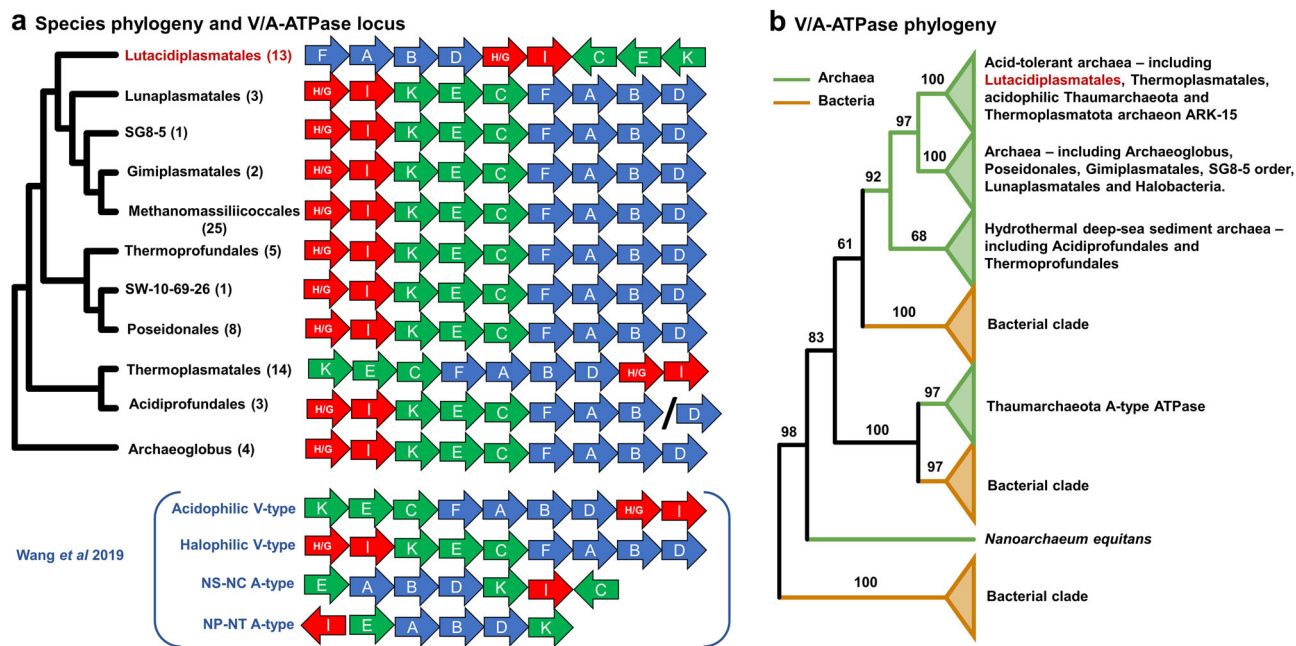 a Species phylogeny and V/A-ATPase locus
Lutacidiplasmatales (13) F A B D H/G I C E K
Lunaplasmatales (3) H/G I K E C F A B D
SG8-5 (1) H/G I K E C F A B D
Gimiplasmatales (2) H/G I K E C F A B D
Methanomassiliicoccales H/G I K E C F A B D
(25)
Thermoprofundales (5) H/G I K E C F A B D
SW-10-69-26 (1) H/G I K E C F A B D
Poseidonales (8) H/G I K E C F A B D
Thermoplasmatales (14) K E C F A B D H/G I
Acidiprofundales (3) H/G I K E C F A B / D
Archaeoglobus (4) H/G I K E C F A B D
Wang et al 2019
Acidophilic V-type K E C F A B D H/G I
Halophilic V-type H/G I K E C F A B D
NS-NC A-type E A B D K I C
NP-NT A-type I E A B D K
b V/A-ATPase phylogeny
Archaea
Bacteria
100
Acid-tolerant archaea – including
Lutacidiplasmatales, Thermoplasmatales,
acidophilic Thaumarchaeota and
Thermoplasmatota archaeon ARK-15
97
100
Archaea – including Archaeoglobus,
Poseidonales, Gimiplasmatales, SG8-5 order,
Lunaplasmatales and Halobacteria.
92
68
Hydrothermal deep-sea sediment archaea –
including Acidiprofundales and
Thermoprofundales
61
100
Bacterial clade
83
97
Thaumarchaeota A-type ATPase
100
97
Bacterial clade
98
Nanoarchaeum equitans
100
Bacterial clade